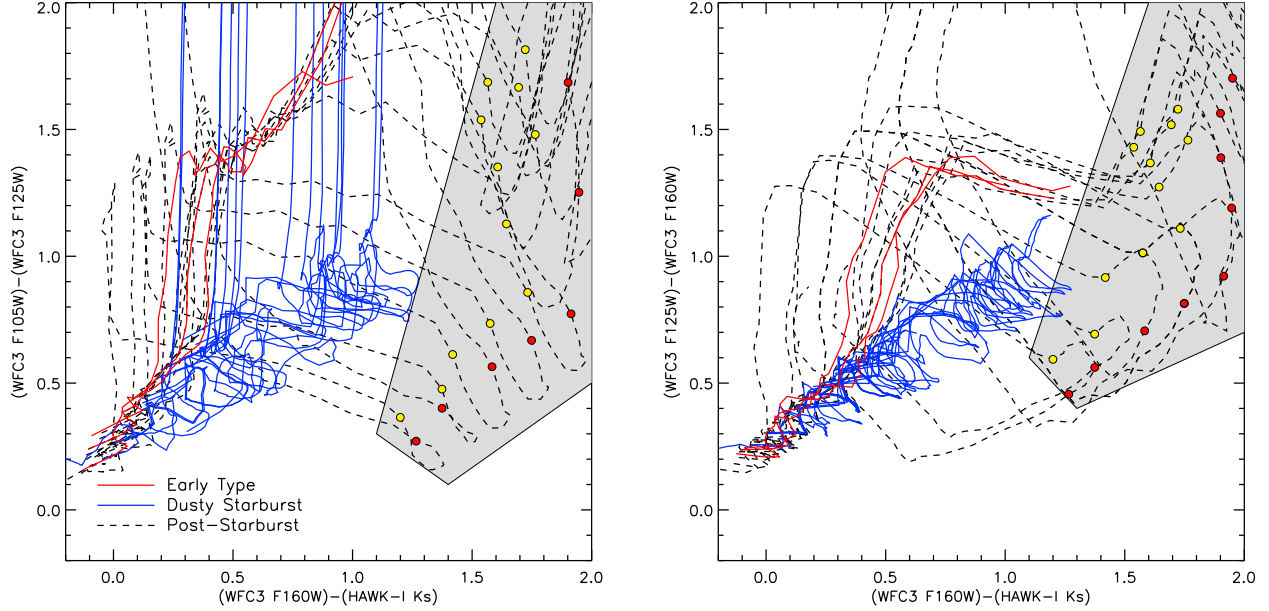 2.0
1.5
1.0
0.5
0.0
(WFC3 F105W)−(WFC3 F125W)
Early Type
Dusty Starburst
Post−Starburst
0.0 0.5 1.0 1.5 2.0
(WFC3 F160W)−(HAWK−I Ks)
2.0
1.5
1.0
0.5
0.0
(WFC3 F125W)−(WFC3 F160W)
0.0 0.5 1.0 1.5 2.0
(WFC3 F160W)−(HAWK−I Ks)